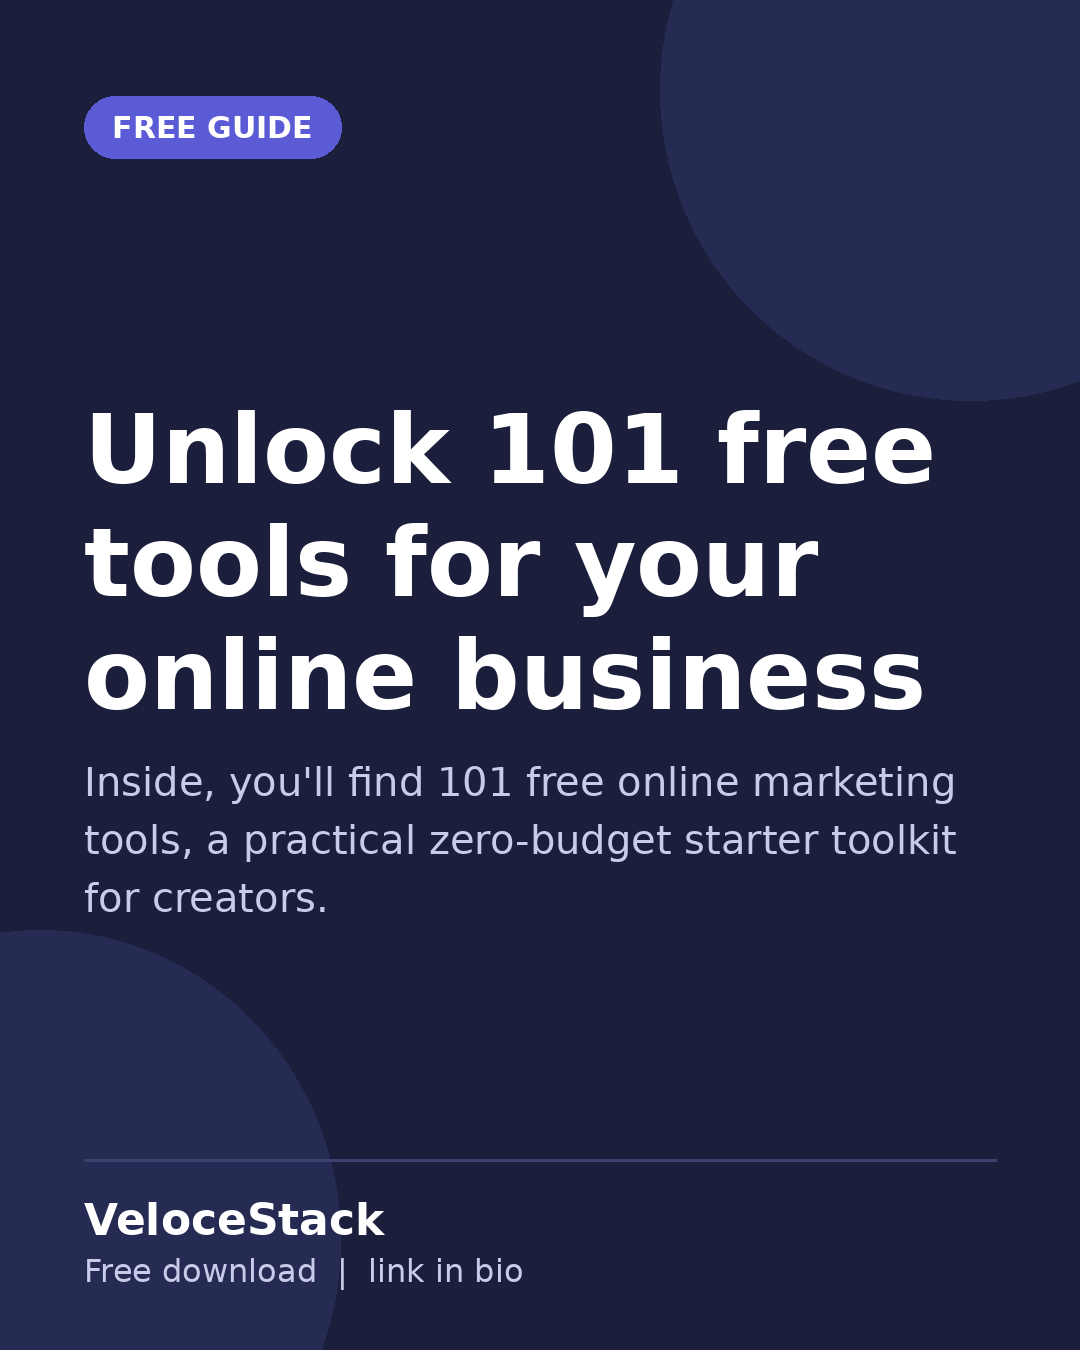 FREE GUIDE
Unlock 101 free
tools for your
online business
Inside, you'll find 101 free online marketing
tools, a practical zero-budget starter toolkit
for creators.
VeloceStack
Free download | link in bio